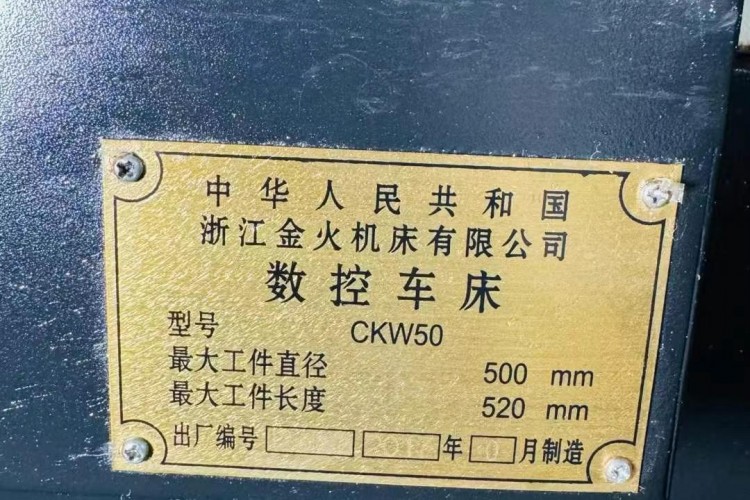 中华人民共和国
浙江金火机床有限公司
数控车床
型号 CKW50
最大工件直径 500 mm
最大工件长度 520 mm
出厂编号 年 月制造